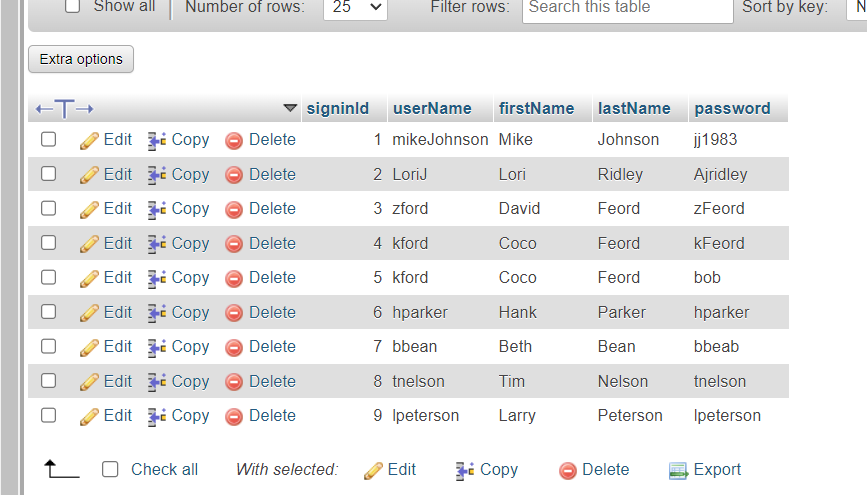 Show all Number of rows: 25 Filter rows: Search this table Sort by key: N
Extra options
signinId userName firstName lastName password
Edit Copy Delete 1 mikeJohnson Mike Johnson jj1983
Edit Copy Delete 2 LoriJ Lori Ridley Ajridley
Edit Copy Delete 3 zford David Feord zFeord
Edit Copy Delete 4 kford Coco Feord kFeord
Edit Copy Delete 5 kford Coco Feord bob
Edit Copy Delete 6 hparker Hank Parker hparker
Edit Copy Delete 7 bbean Beth Bean bbeab
Edit Copy Delete 8 tnelson Tim Nelson tnelson
Edit Copy Delete 9 lpeterson Larry Peterson lpeterson
Check all With selected: Edit Copy Delete Export